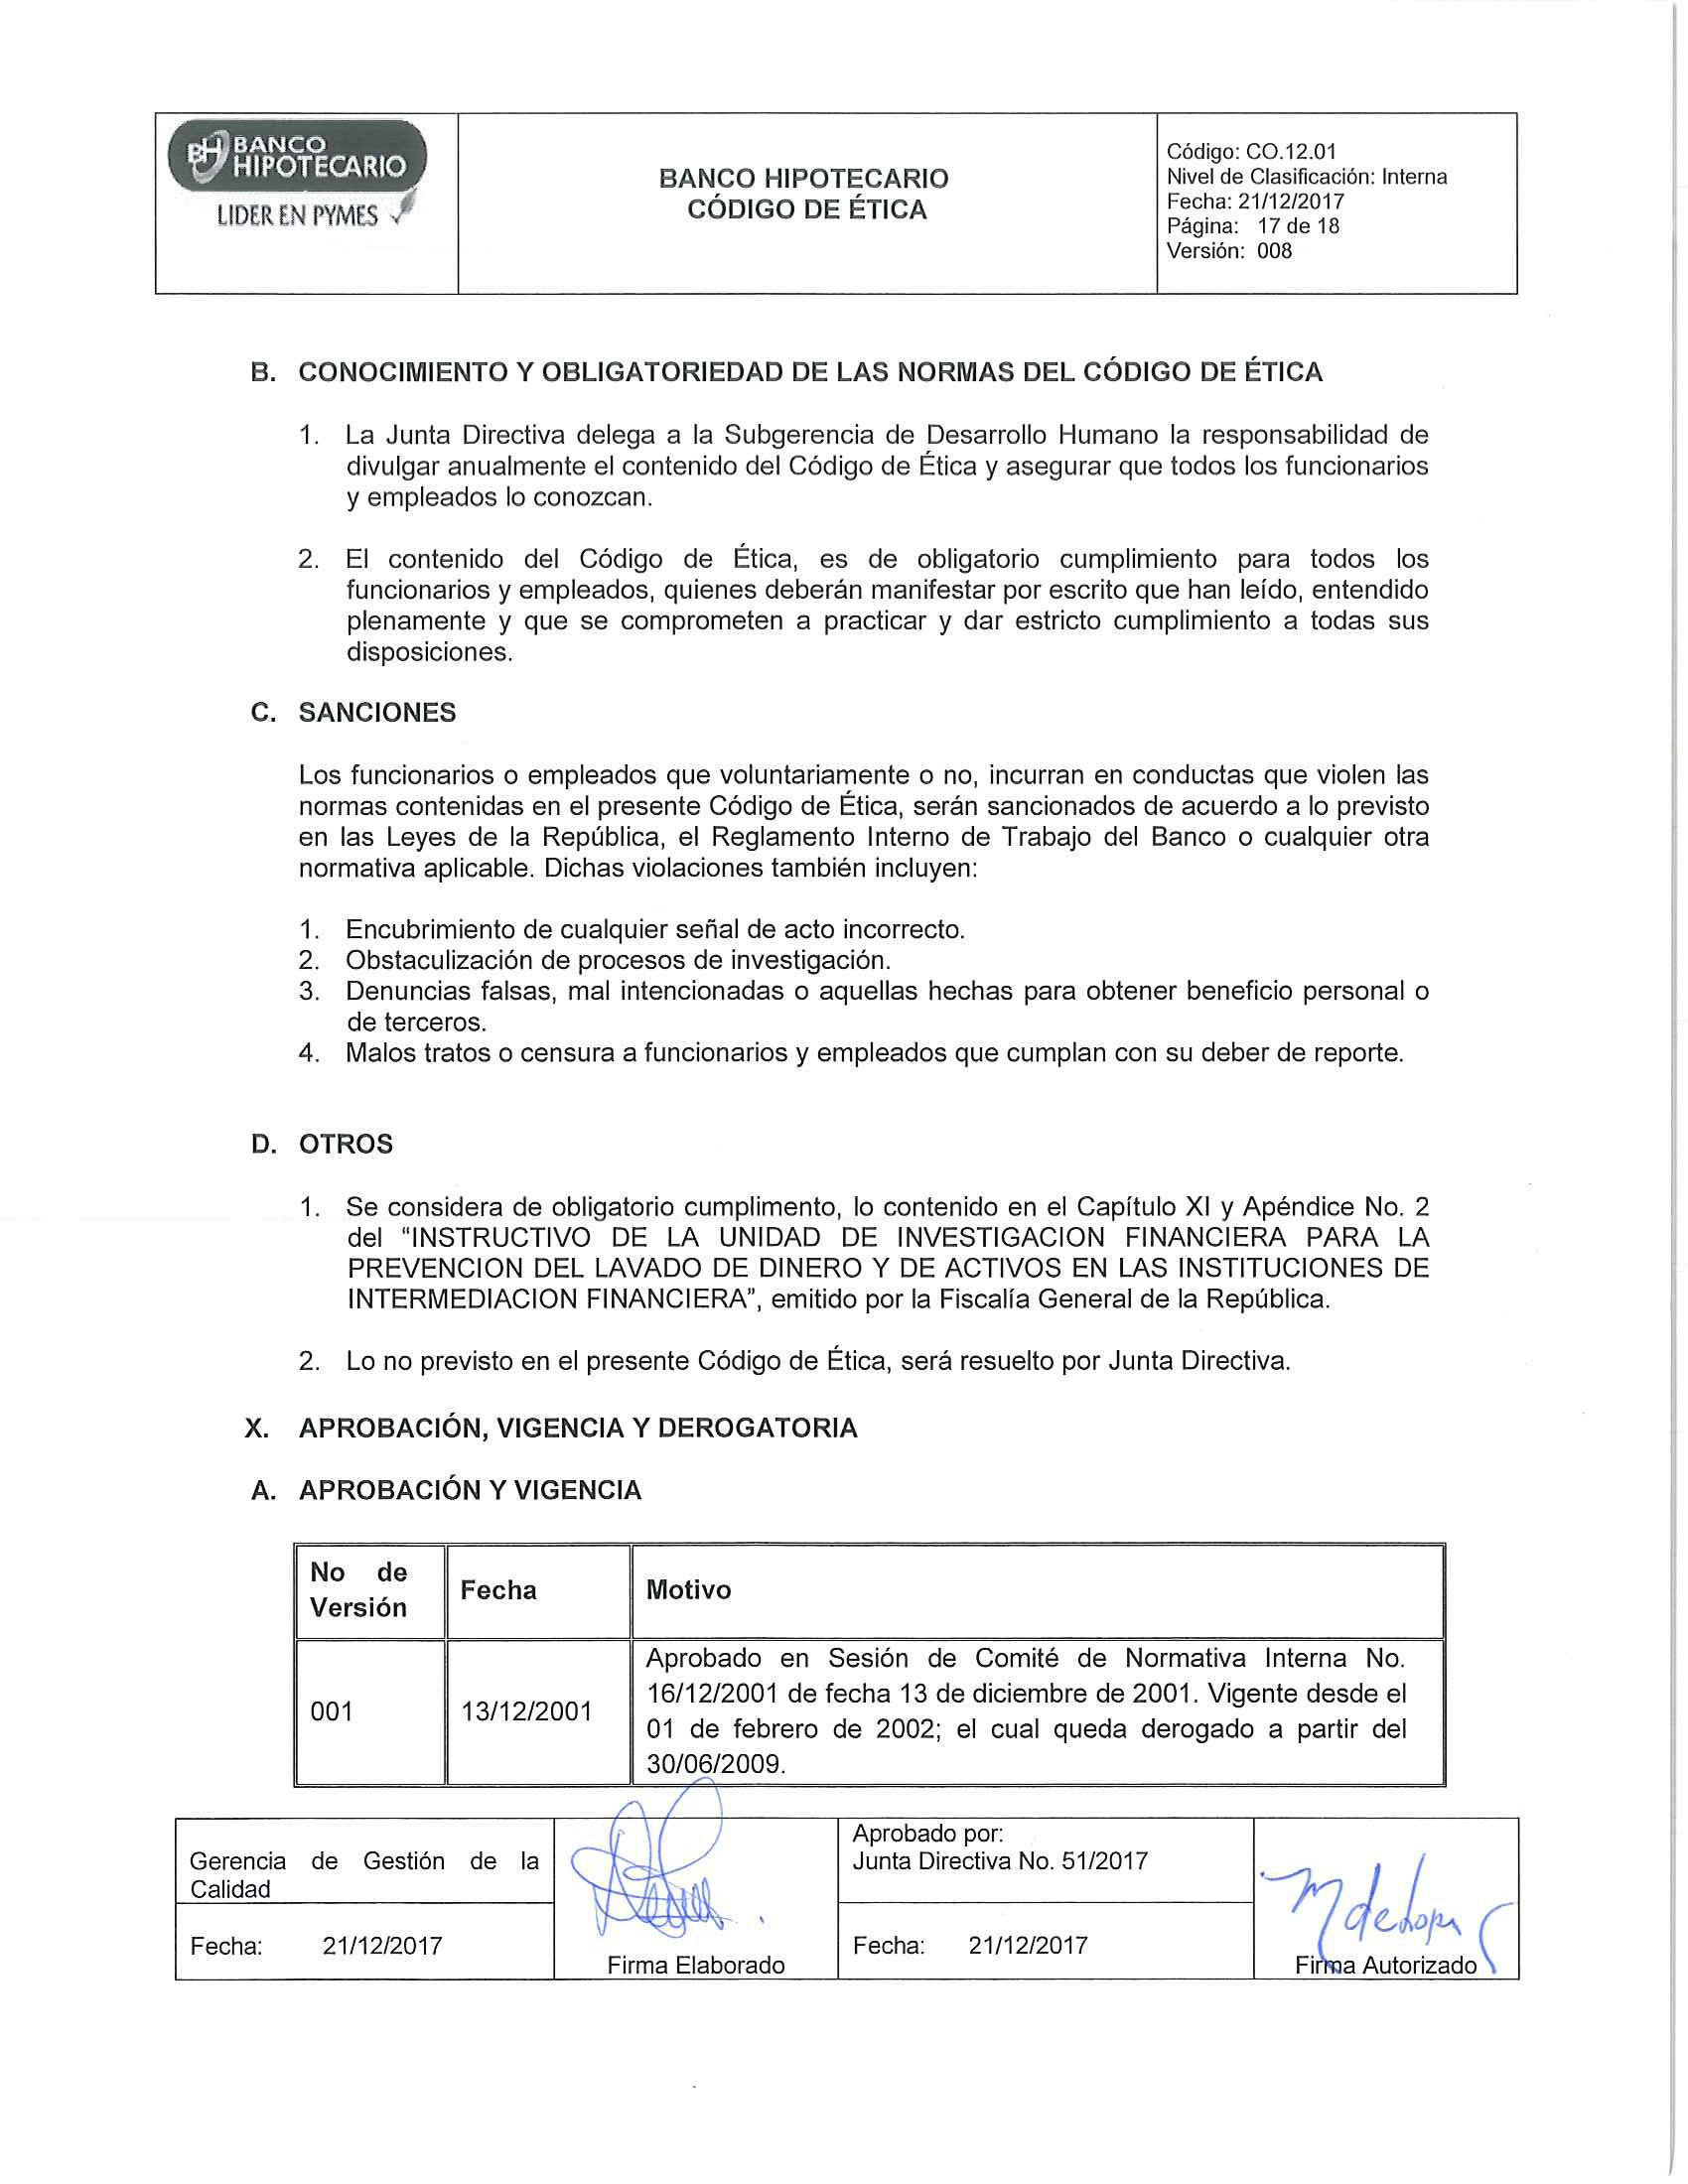 BANCO
HIPOTECARIO
LIDER EN PYMES
BANCO HIPOTECARIO
CÓDIGO DE ÉTICA
Código: CO.12.01
Nivel de Clasificación: Interna
Fecha: 21/12/2017
Página: 17 de 18
Versión: 008
B. CONOCIMIENTO Y OBLIGATORIEDAD DE LAS NORMAS DEL CÓDIGO DE ÉTICA
1. La Junta Directiva delega a la Subgerencia de Desarrollo Humano la responsabilidad de
divulgar anualmente el contenido del Código de Ética y asegurar que todos los funcionarios
y empleados lo conozcan.
2. El contenido del Código de Ética, es de obligatorio cumplimiento para todos los
funcionarios y empleados, quienes deberán manifestar por escrito que han leído, entendido
plenamente y que se comprometen a practicar y dar estricto cumplimiento a todas sus
disposiciones.
C. SANCIONES
Los funcionarios o empleados que voluntariamente o no, incurran en conductas que violen las
normas contenidas en el presente Código de Ética, serán sancionados de acuerdo a lo previsto
en las Leyes de la República, el Reglamento Interno de Trabajo del Banco o cualquier otra
normativa aplicable. Dichas violaciones también incluyen:
1. Encubrimiento de cualquier señal de acto incorrecto.
2. Obstaculización de procesos de investigación.
3. Denuncias falsas, mal intencionadas o aquellas hechas para obtener beneficio personal o
de terceros.
4. Malos tratos o censura a funcionarios y empleados que cumplan con su deber de reporte.
D. OTROS
1. Se considera de obligatorio cumplimento, lo contenido en el Capítulo XI y Apéndice No. 2
del "INSTRUCTIVO DE LA UNIDAD DE INVESTIGACION FINANCIERA PARA LA
PREVENCION DEL LAVADO DE DINERO Y DE ACTIVOS EN LAS INSTITUCIONES DE
INTERMEDIACION FINANCIERA", emitido por la Fiscalía General de la República.
2. Lo no previsto en el presente Código de Ética, será resuelto por Junta Directiva.
X. APROBACIÓN, VIGENCIA Y DEROGATORIA
A. APROBACIÓN Y VIGENCIA
No de
Versión
Fecha
Motivo
001
13/12/2001
Aprobado en Sesión de Comité de Normativa Interna No.
16/12/2001 de fecha 13 de diciembre de 2001. Vigente desde el
01 de febrero de 2002; el cual queda derogado a partir del
30/06/2009.
Gerencia de Gestión de la
Calidad
Fecha: 21/12/2017
Firma Elaborado
Aprobado por:
Junta Directiva No. 51/2017
Fecha: 21/12/2017
Firma Autorizado